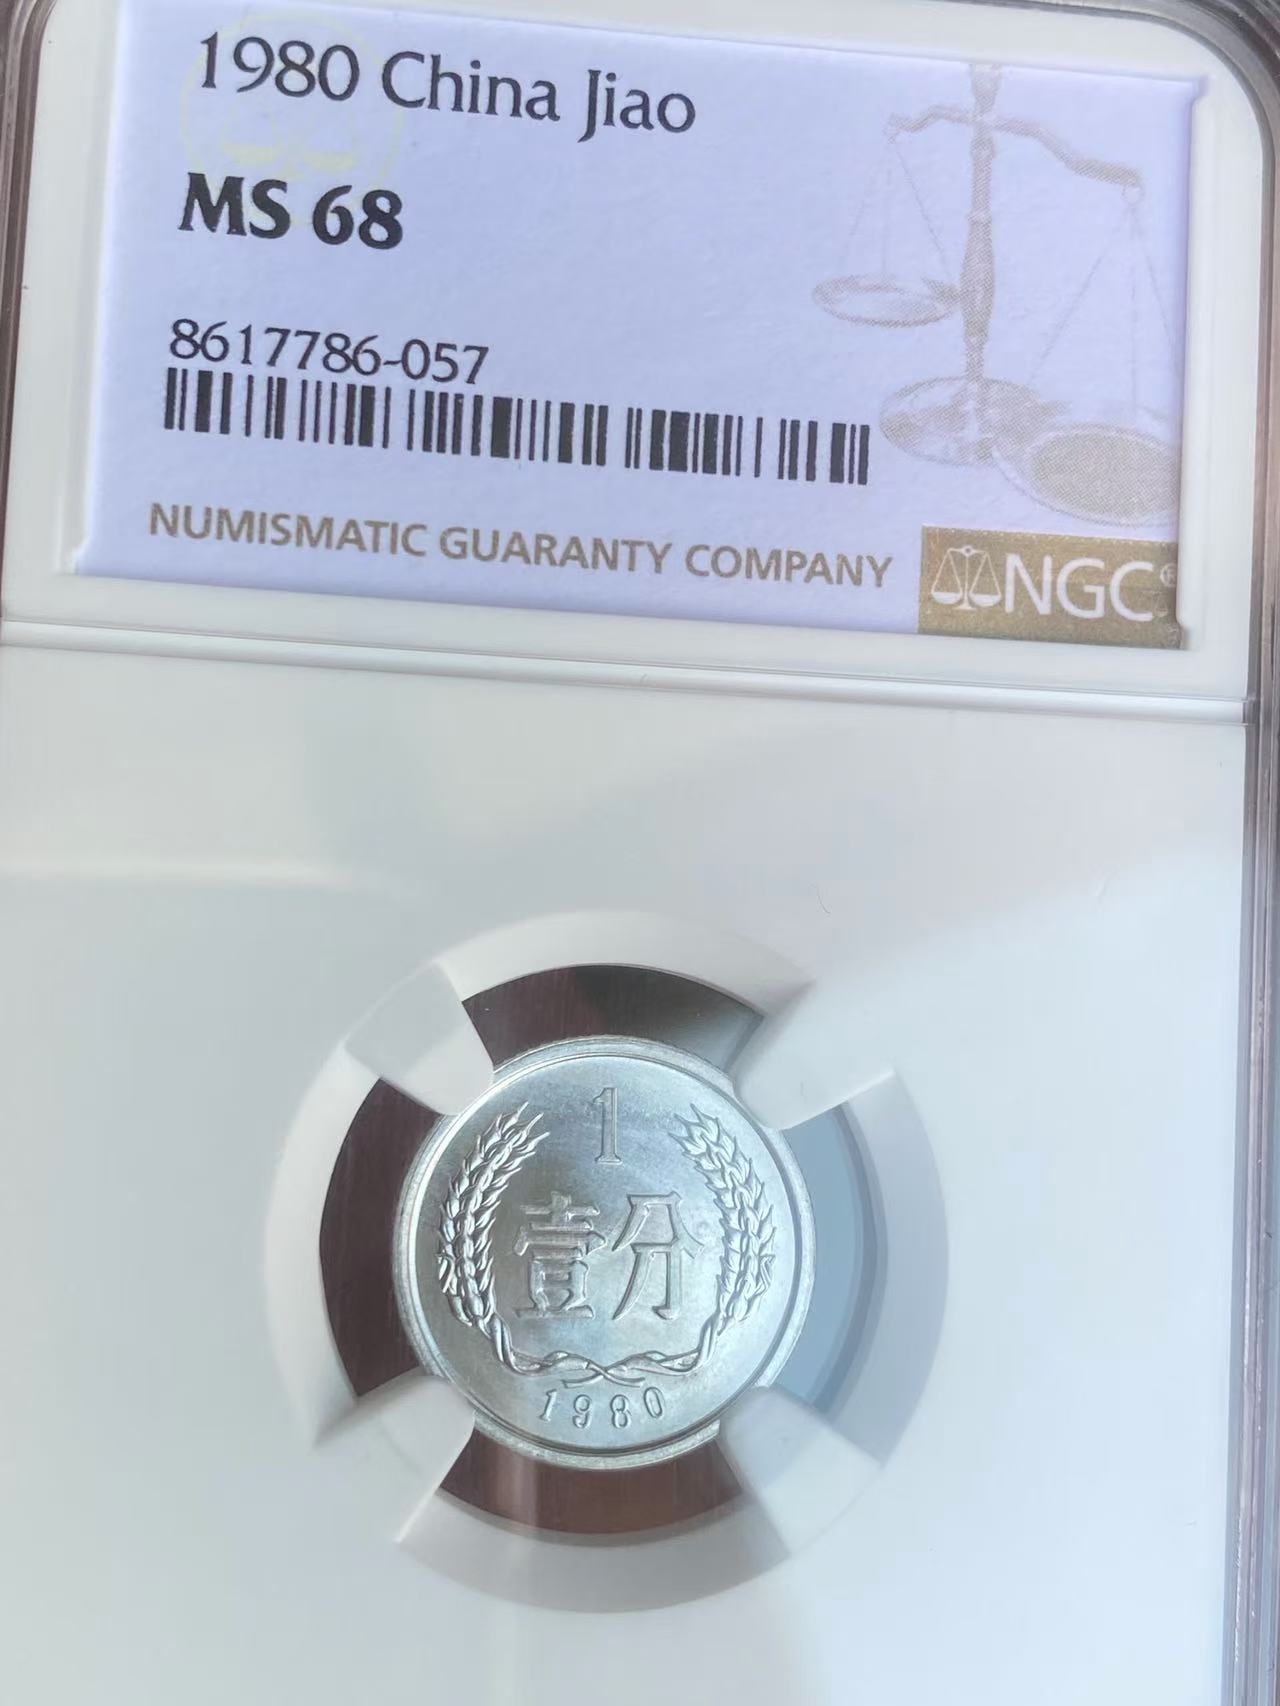 1980 China Jiao
MS 68
8617786-057
NUMISMATIC GUARANTY COMPANY
NGC®
1
壹分
1980